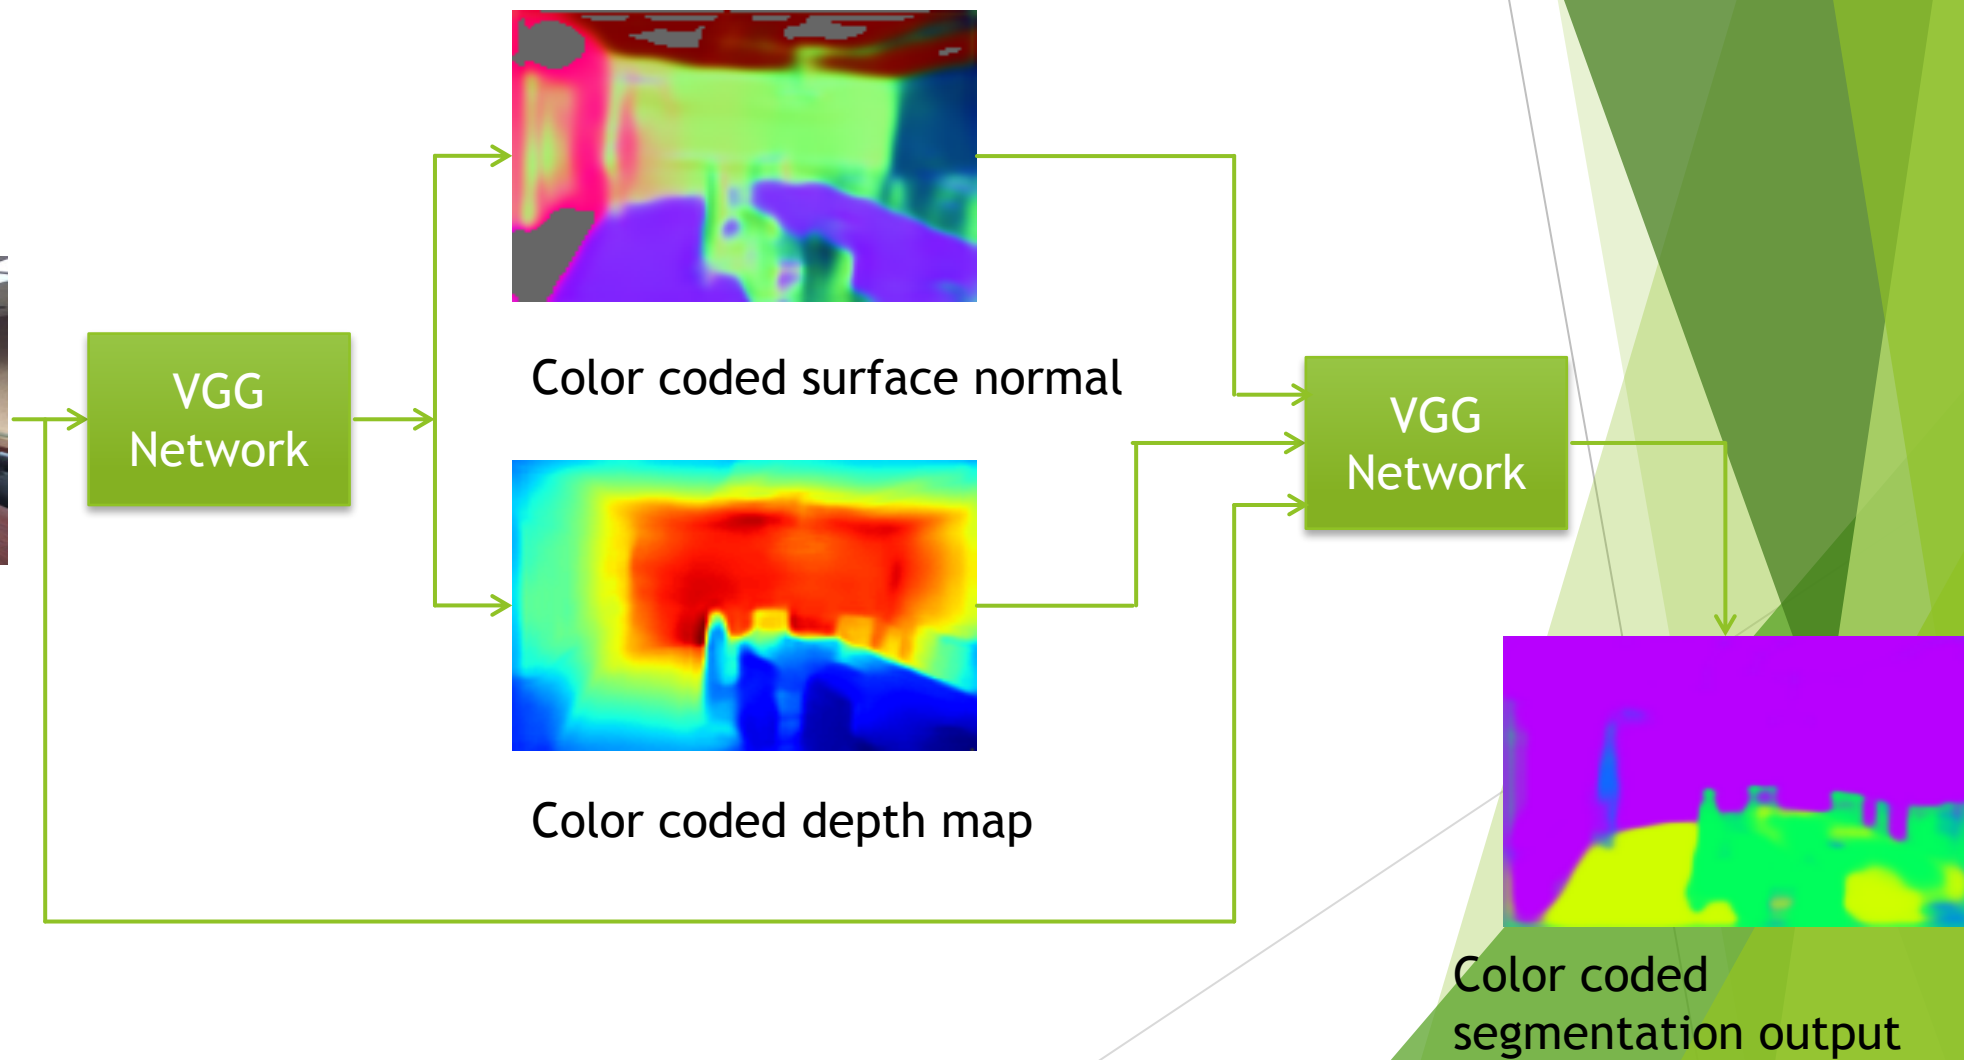 VGG
Network
Color coded surface normal
VGG
Network
Color coded depth map
Color coded
segmentation output